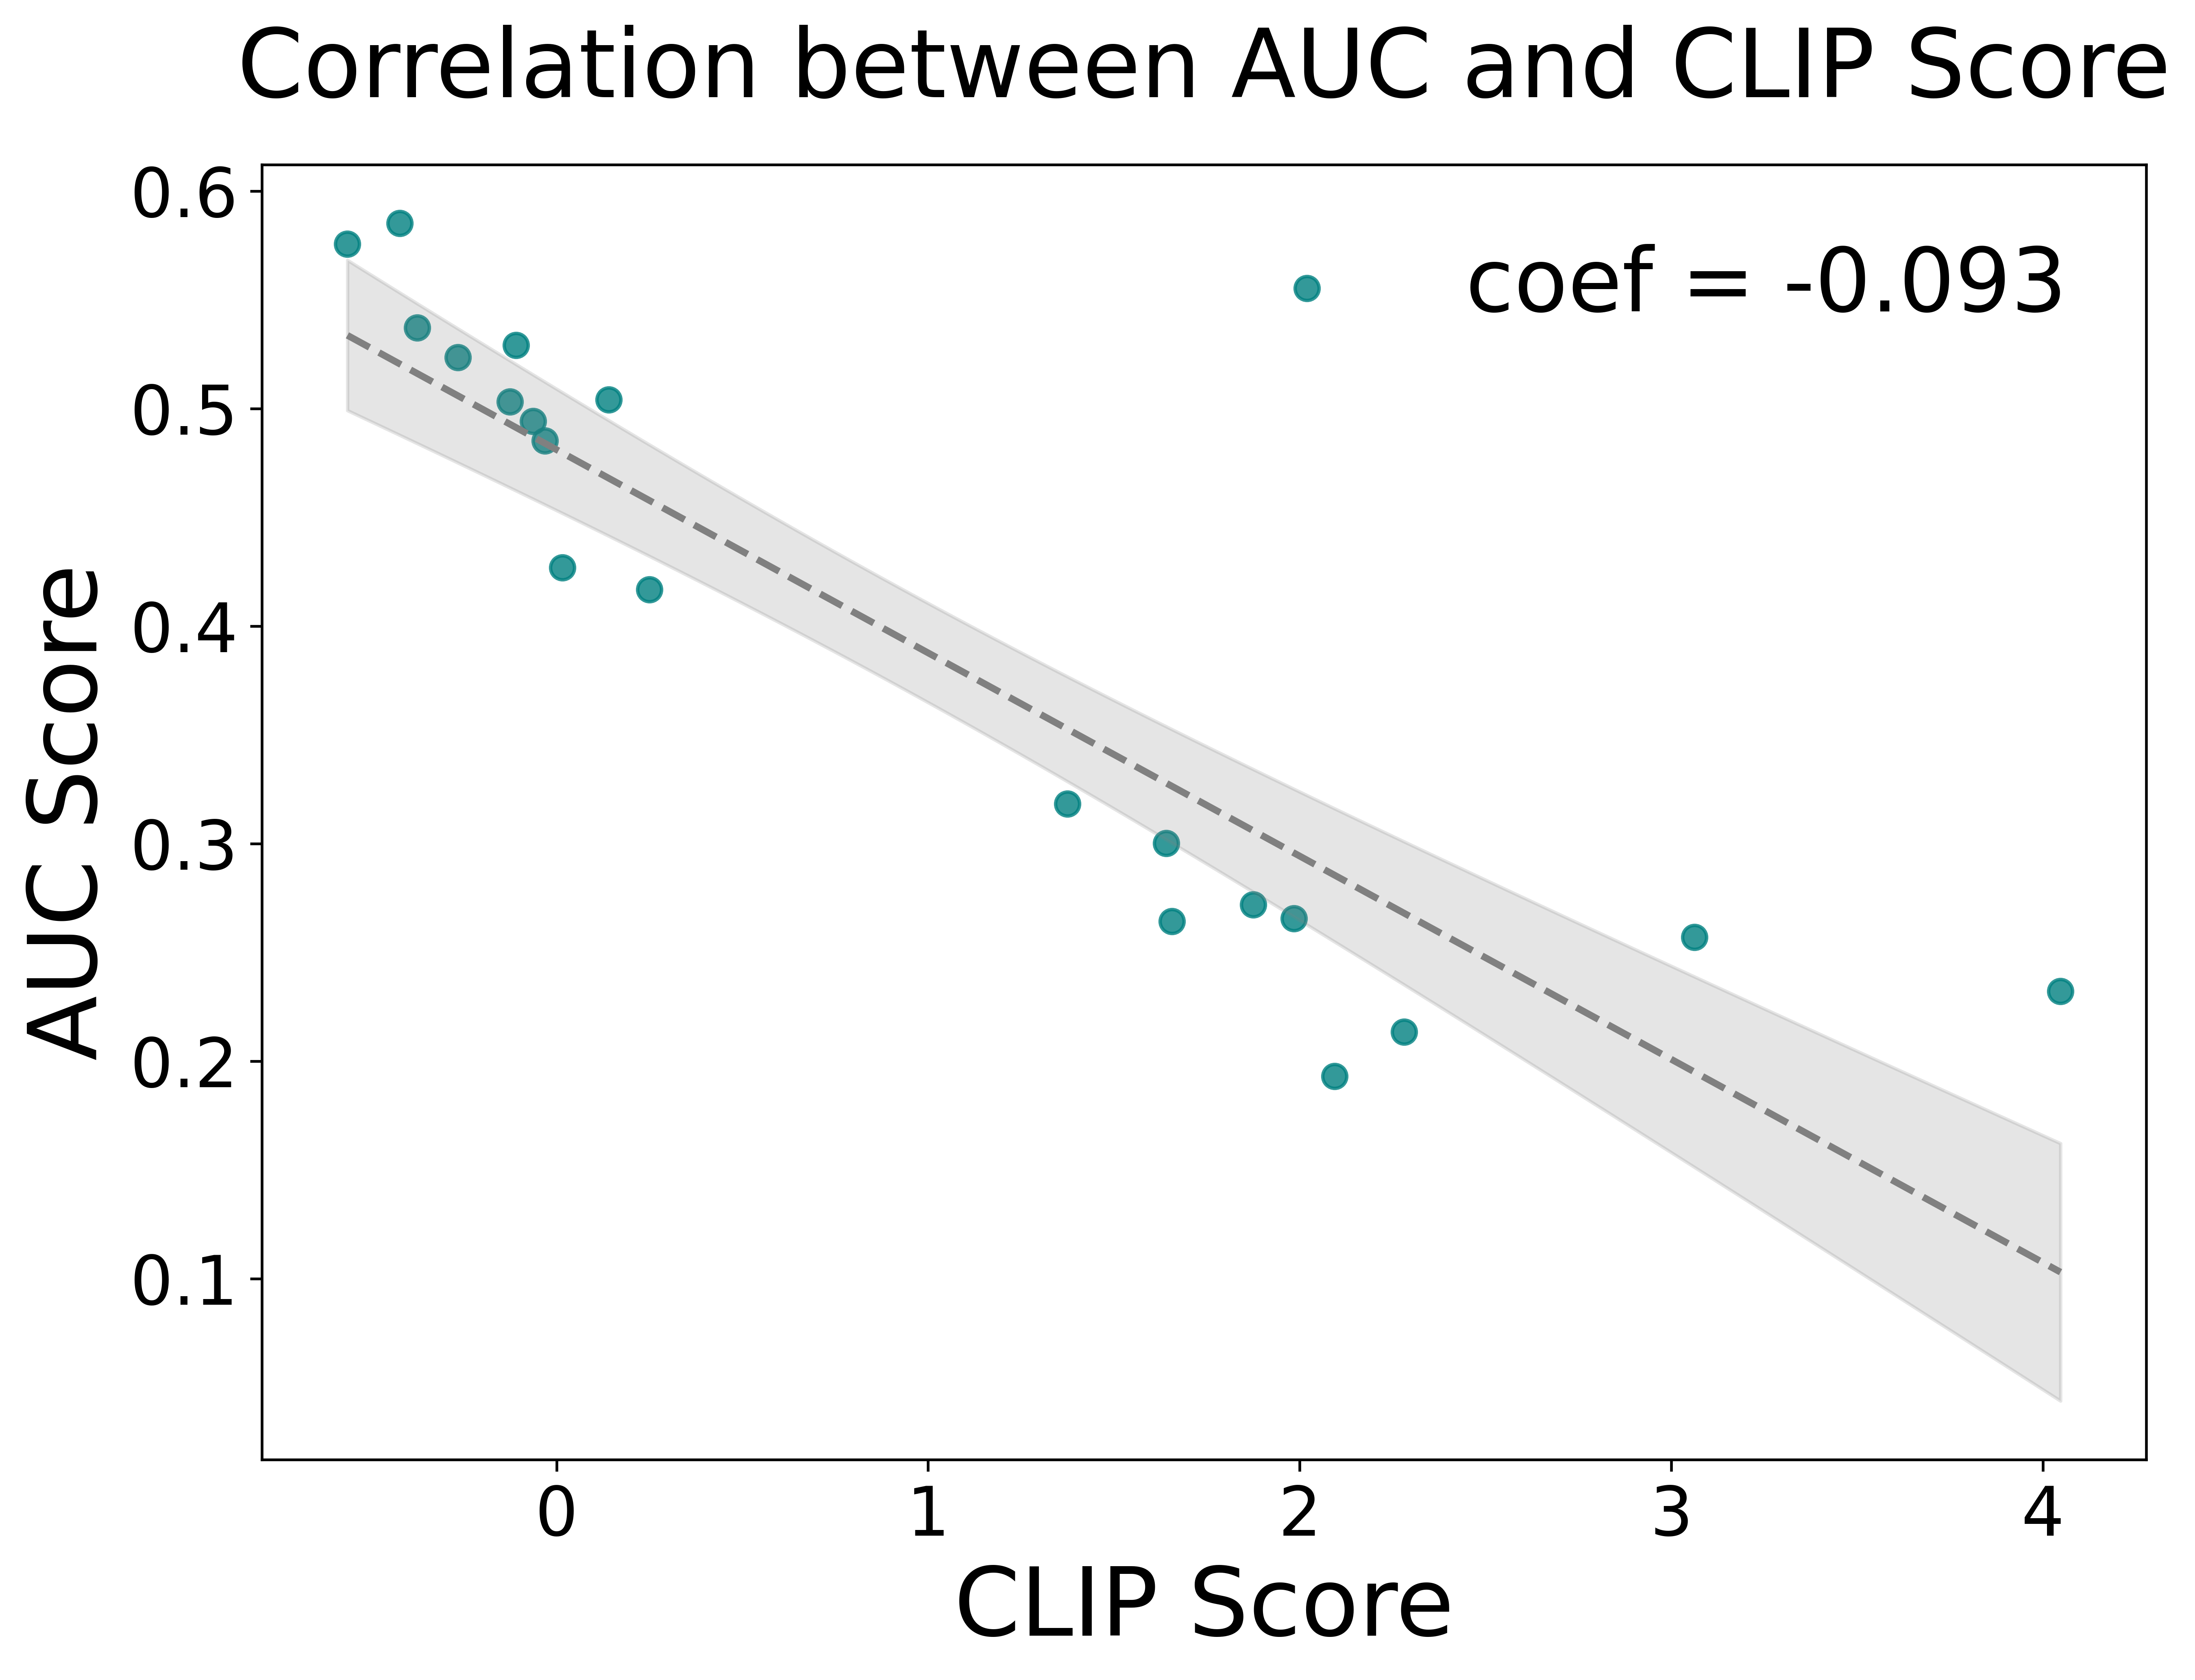 Correlation between AUC and CLIP Score
coef = -0.093
AUC Score
0.6
0.5
0.4
0.3
0.2
0.1
0 1 2 3 4
CLIP Score